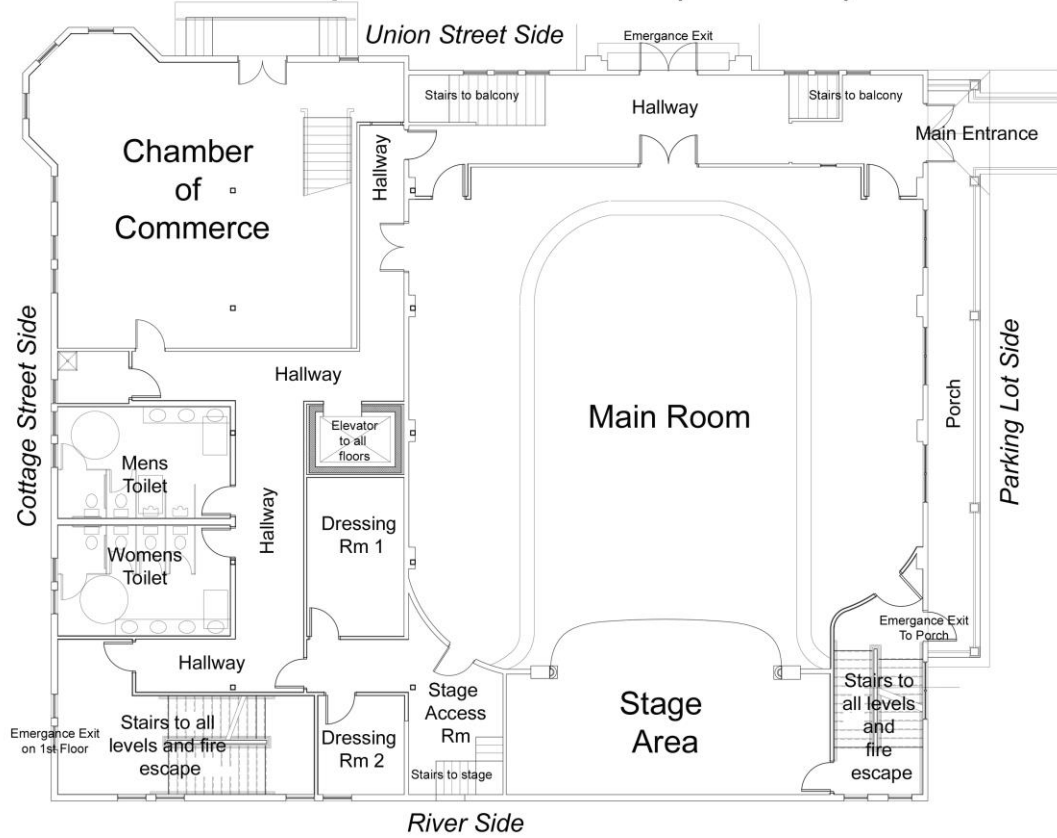 Union Street Side
Emergance Exit
Stairs to balcony
Hallway
Stairs to balcony
Main Entrance
Chamber
of
Commerce
Hallway
Cottage Street Side
Hallway
Elevator
to all
floors
Main Room
Porch
Parking Lot Side
Mens
Toilet
Hallway
Dressing
Rm 1
Womens
Toilet
Emergance Exit
To Porch
Hallway
Stage
Access
Rm
Stage
Area
Stairs to
all levels
and
fire
escape
Emergance Exit
on 1st Floor
Stairs to all
levels and fire
escape
Dressing
Rm 2
Stairs to stage
River Side